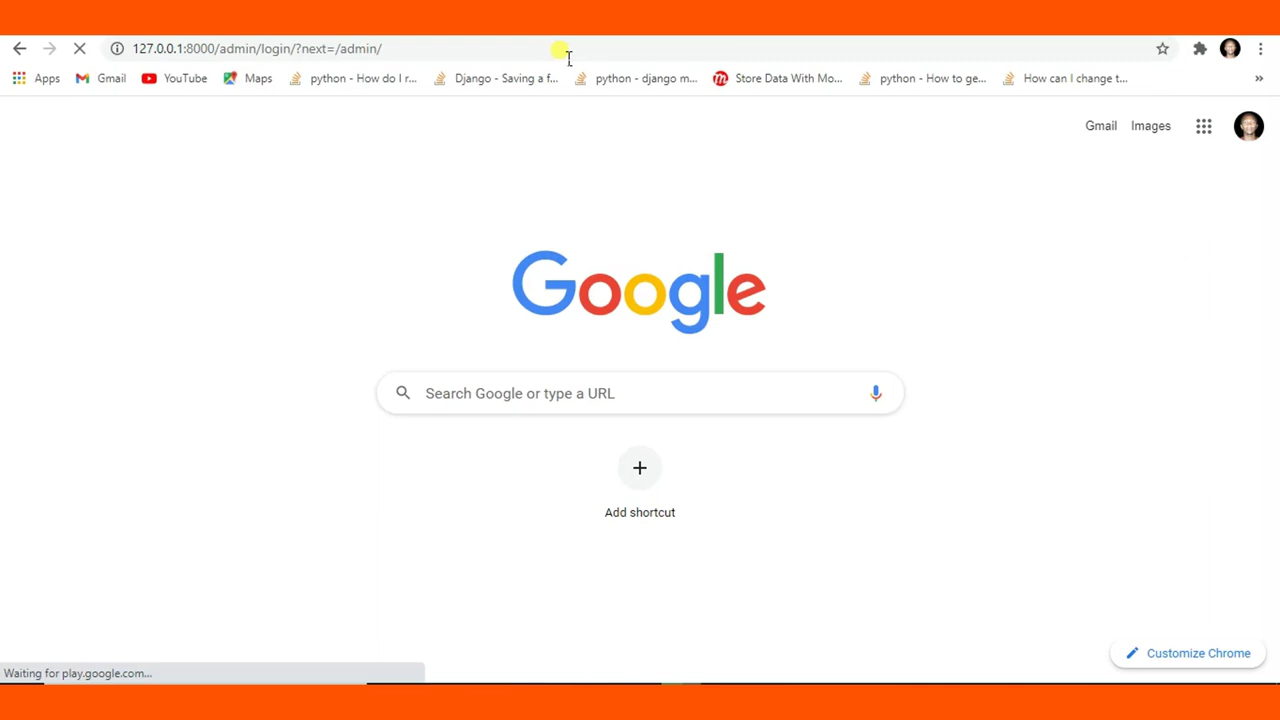 127.0.0.1:8000/admin/login/?next=/admin/
Apps Gmail YouTube Maps python - How do I r... Django - Saving a f... python - django m... Store Data With Mo... python - How to ge... How can I change t... »
Gmail Images
Google
Search Google or type a URL
Add shortcut
Customize Chrome
Waiting for play.google.com...